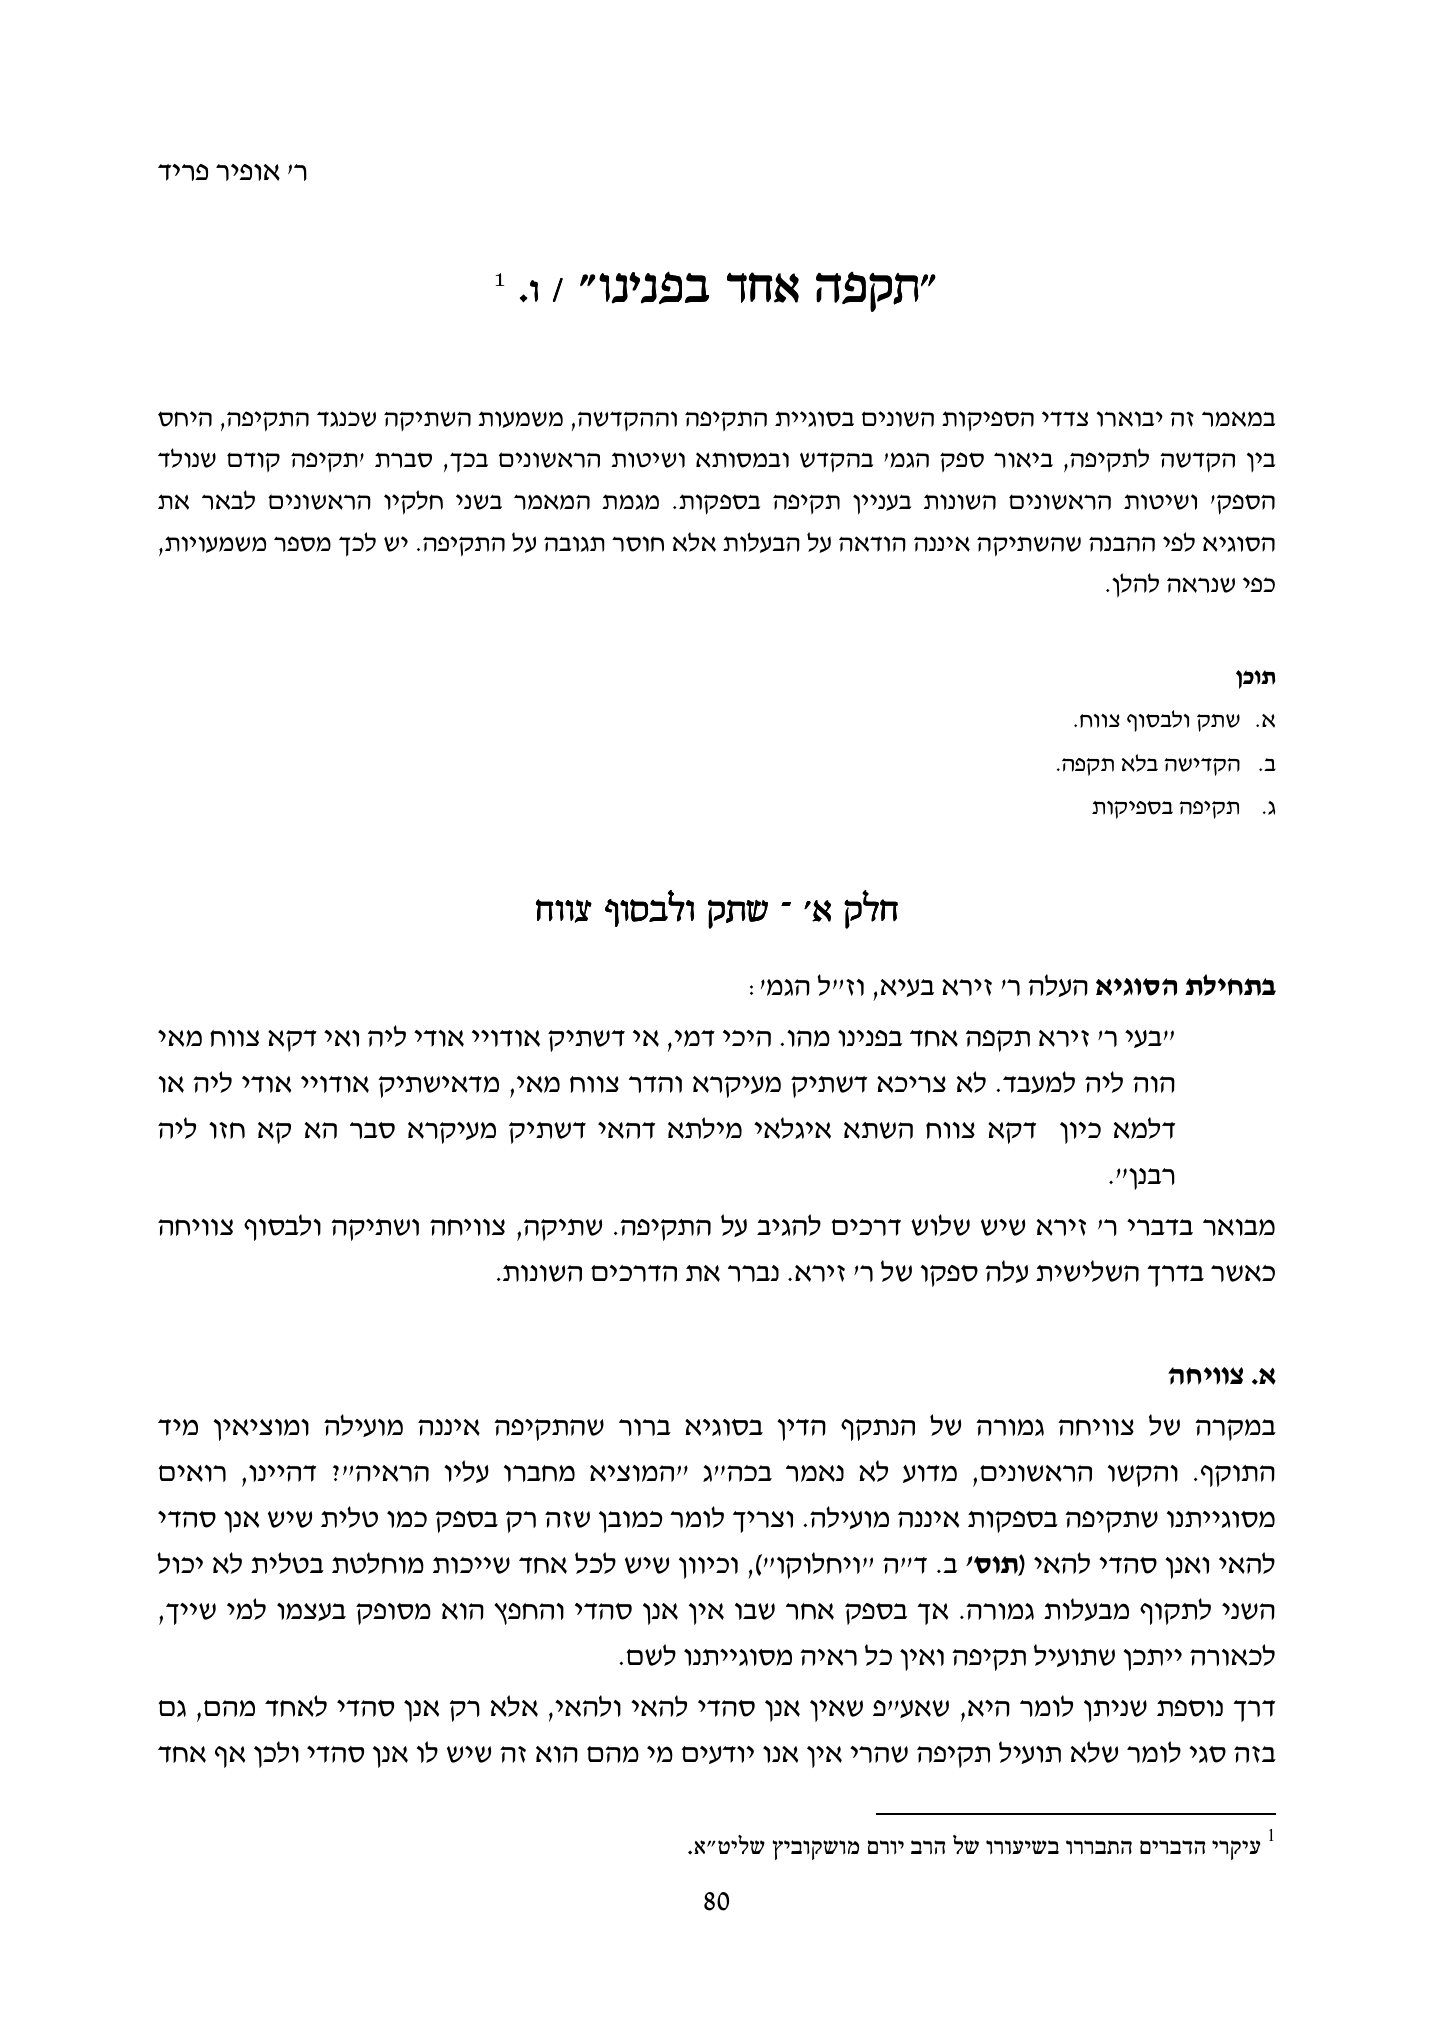 ר׳ אופיר פריד
״תקפה אחד בפנינו״ / ו. 1
במאמר זה יבוארו צדדי הספיקות השונים בסוגיית התקיפה וההקדשה, משמעות השתיקה שכנגד התקיפה, היחס
בין הקדשה לתקיפה, ביאור ספק הגמ׳ בהקדש ובמסותא ושיטות הראשונים בכך, סברת ׳תקיפה קודם שנולד
הספק׳ ושיטות הראשונים השונות בעניין תקיפה בספקות. מגמת המאמר בשני חלקיו הראשונים לבאר את
הסוגיא לפי ההבנה שהשתיקה איננה הודאה על הבעלות אלא חוסר תגובה על התקיפה. יש לכך מספר משמעויות,
כפי שנראה להלן.
תוכן
א. שתק ולבסוף צווח.
ב. הקדישה בלא תקפה.
ג. תקיפה בספיקות
חלק א׳ - שתק ולבסוף צווח
בתחילת הסוגיא העלה ר׳ זירא בעיא, וז״ל הגמ׳:
״בעי ר׳ זירא תקפה אחד בפנינו מהו. היכי דמי, אי דשתיק אודויי אודי ליה ואי דקא צווח מאי
הוה ליה למעבד. לא צריכא דשתיק מעיקרא והדר צווח מאי, מדאישתיק אודויי אודי ליה או
דלמא כיון דקא צווח השתא איגלאי מילתא דהאי דשתיק מעיקרא סבר הא קא חזו ליה
רבנן״.
מבואר בדברי ר׳ זירא שיש שלוש דרכים להגיב על התקיפה. שתיקה, צוויחה ושתיקה ולבסוף צוויחה
כאשר בדרך השלישית עלה ספקו של ר׳ זירא. נברר את הדרכים השונות.
א. צוויחה
במקרה של צוויחה גמורה של הנתקף הדין בסוגיא ברור שהתקיפה איננה מועילה ומוציאין מיד
התוקף. והקשו הראשונים, מדוע לא נאמר בכה״ג ״המוציא מחברו עליו הראיה״? דהיינו, רואים
מסוגייתנו שתקיפה בספקות איננה מועילה. וצריך לומר כמובן שזה רק בספק כמו טלית שיש אנן סהדי
להאי ואנן סהדי להאי (תוס׳ ב. ד״ה ״ויחלוקו״), וכיוון שיש לכל אחד שייכות מוחלטת בטלית לא יכול
השני לתקוף מבעלות גמורה. אך בספק אחר שבו אין אנן סהדי והחפץ הוא מסופק בעצמו למי שייך,
לכאורה ייתכן שתועיל תקיפה ואין כל ראיה מסוגייתנו לשם.
דרך נוספת שניתן לומר היא, שאע״פ שאין אנן סהדי להאי ולהאי, אלא רק אנן סהדי לאחד מהם, גם
בזה סגי לומר שלא תועיל תקיפה שהרי אין אנו יודעים מי מהם הוא זה שיש לו אנן סהדי ולכן אף אחד
1 עיקרי הדברים התבררו בשיעורו של הרב יורם מושקוביץ שליט״א.
80